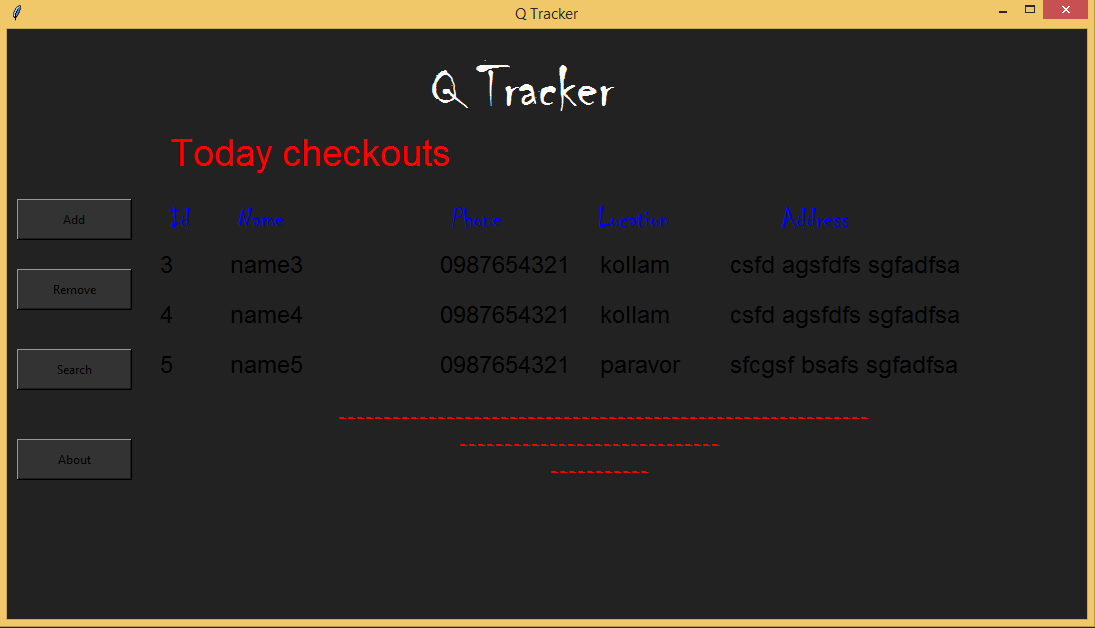 Q Tracker
Q Tracker
Today checkouts
Add
Id Name Phone Location Address
3 name3 0987654321 kollam csfd agsfdfs sgfadfsa
Remove
4 name4 0987654321 kollam csfd agsfdfs sgfadfsa
Search
5 name5 0987654321 paravor sfcgsf bsafs sgfadfsa
About